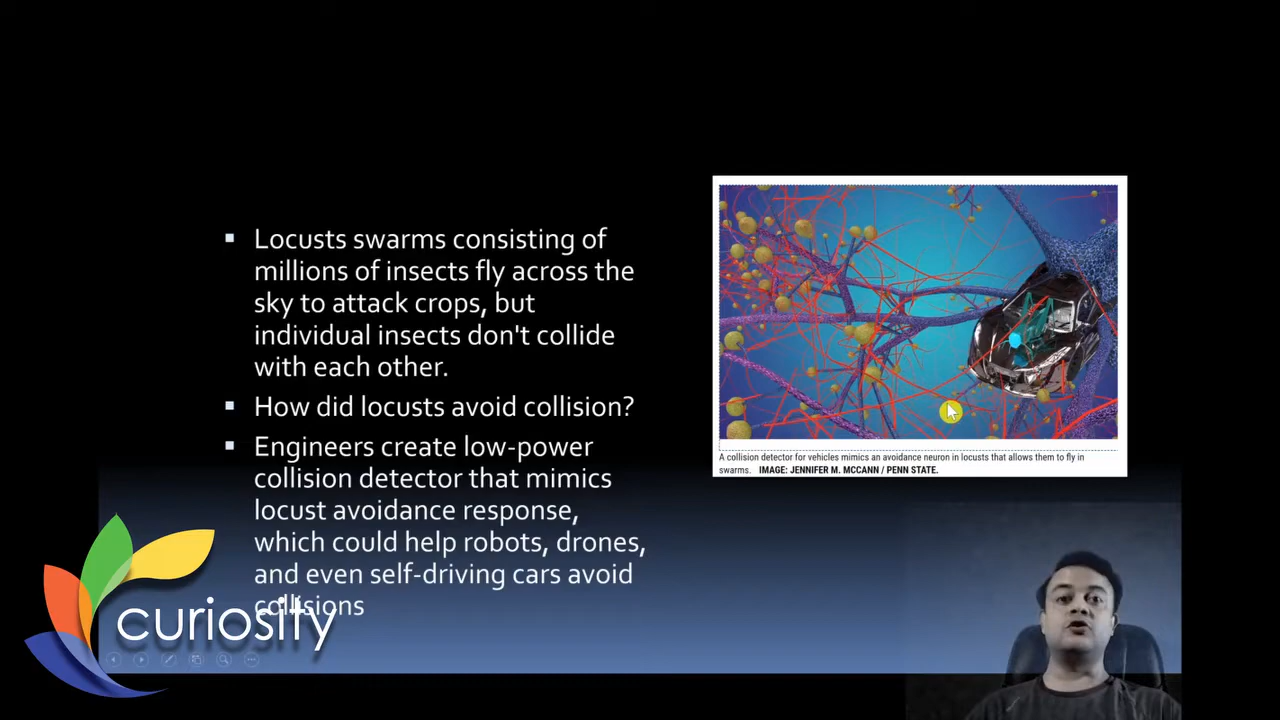 Locusts swarms consisting of
millions of insects fly across the
sky to attack crops, but
individual insects don't collide
with each other.
How did locusts avoid collision?
Engineers create low-power
collision detector that mimics
locust avoidance response,
which could help robots, drones,
and even self-driving cars avoid
collisions
A collision detector for vehicles mimics an avoidance neuron in locusts that allows them to fly in
swarms. IMAGE: JENNIFER M. MCCANN / PENN STATE.
curiosity